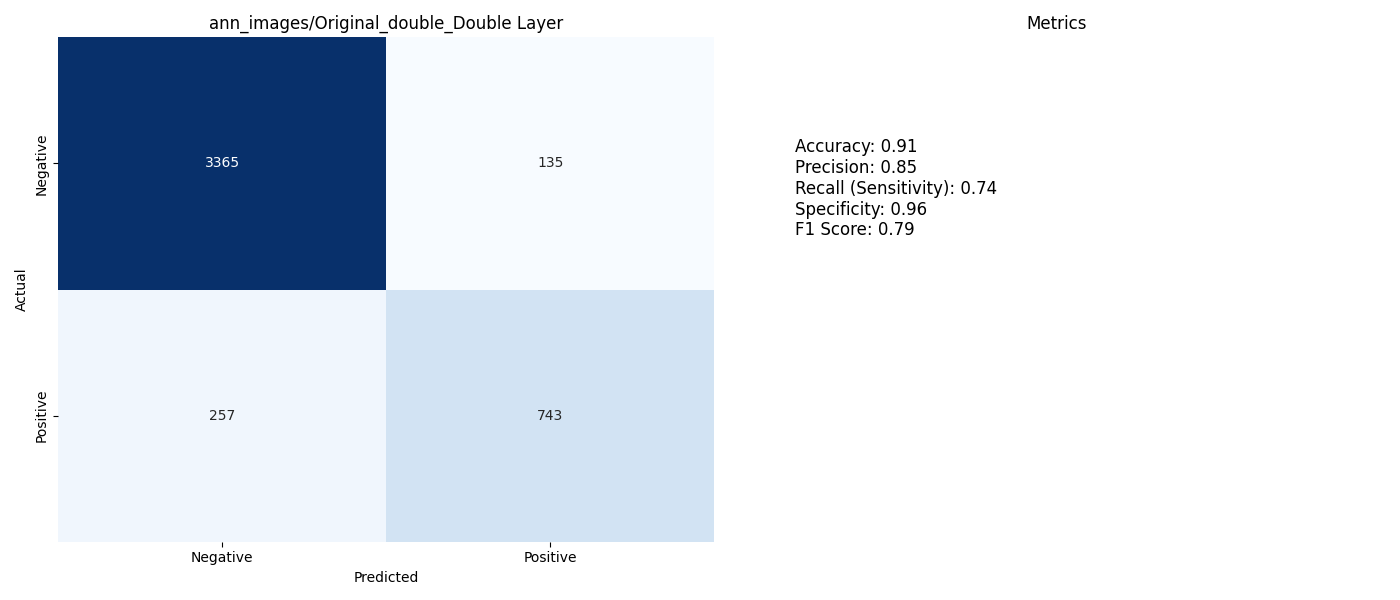 ann_images/Original_double_Double Layer
Negative
3365
135
Actual
Positive
257
743
Negative
Positive
Predicted
Metrics
Accuracy: 0.91
Precision: 0.85
Recall (Sensitivity): 0.74
Specificity: 0.96
F1 Score: 0.79